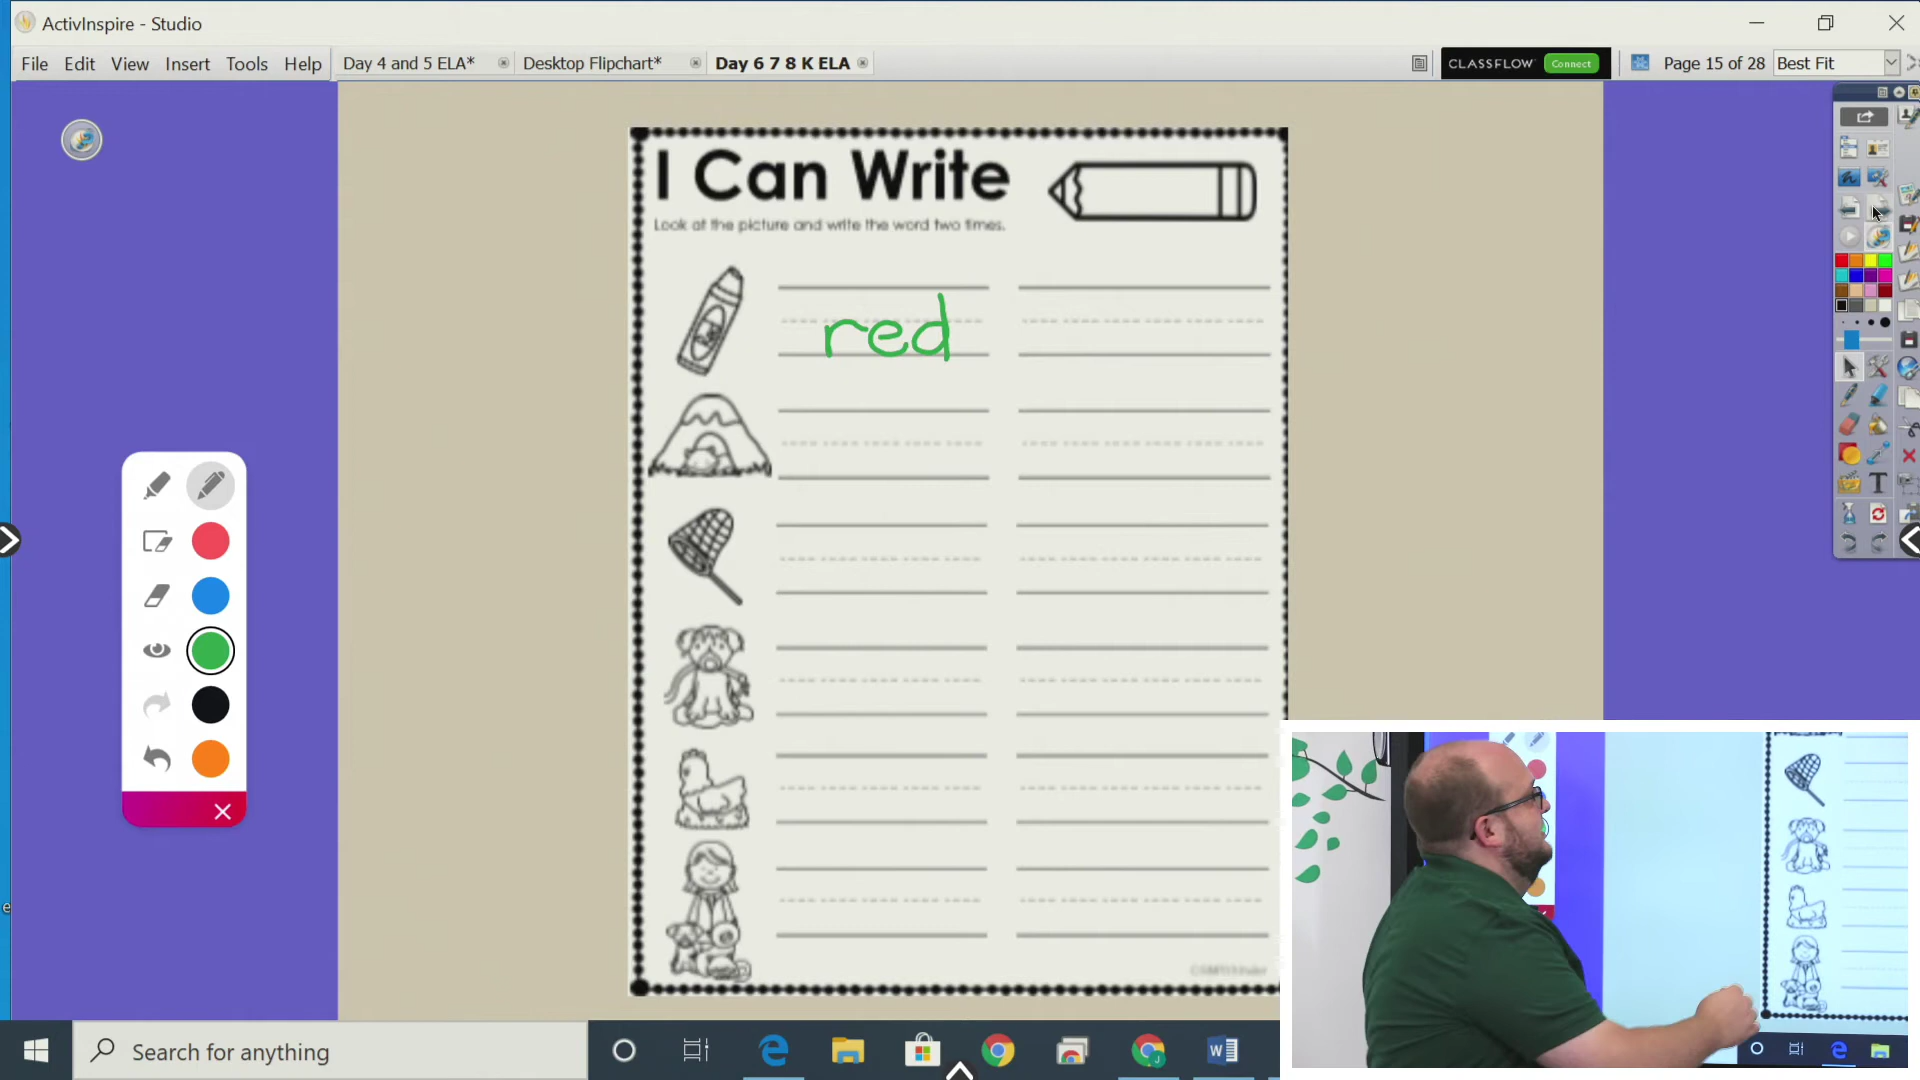 ActivInspire - Studio
File Edit View Insert Tools Help
Day 4 and 5 ELA* Desktop Flipchart* Day 6 7 8 K ELA
CLASSFLOW Connect
Page 15 of 28 Best Fit
I Can Write
Look at the picture and write the word two times.
red
T
Search for anything